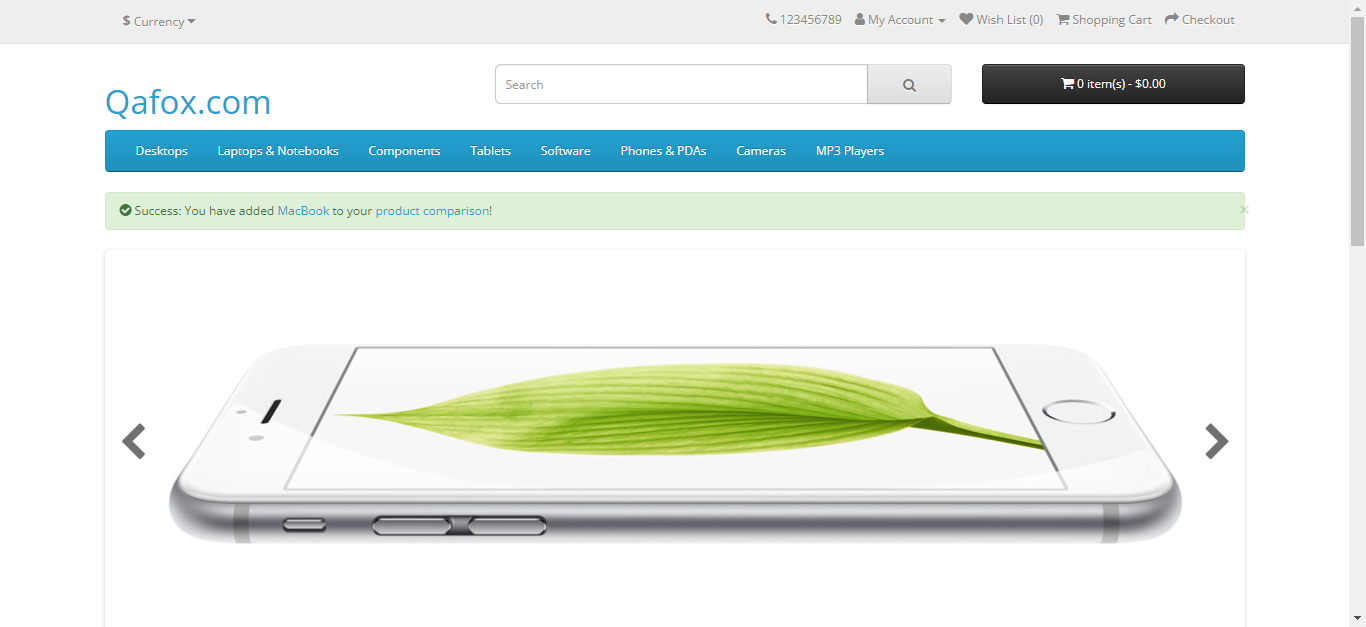 $ Currency
123456789 My Account Wish List (0) Shopping Cart Checkout
Qafox.com
Search
0 item(s) - $0.00
Desktops Laptops & Notebooks Components Tablets Software Phones & PDAs Cameras MP3 Players
Success: You have added MacBook to your product comparison!
×